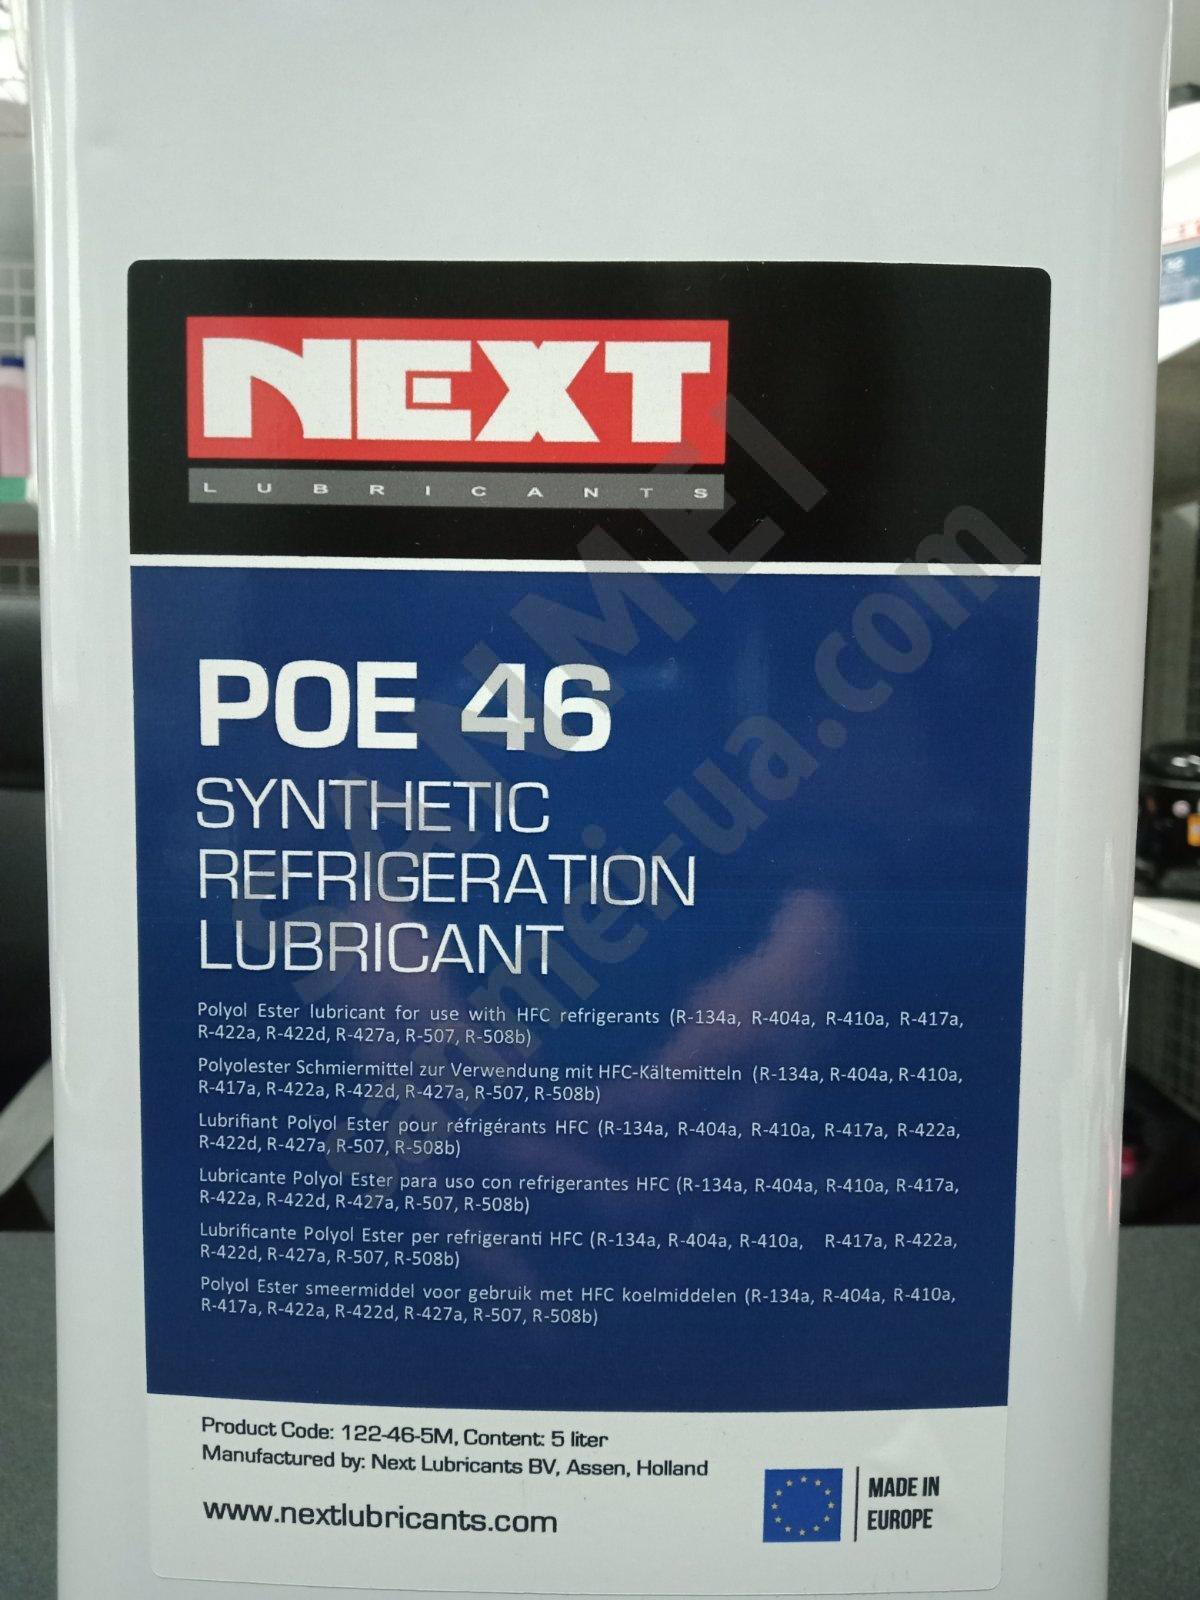 NEXT
LUBRICANTS
POE 46
SYNTHETIC
REFRIGERATION
LUBRICANT
Polyol Ester lubricant for use with HFC refrigerants (R-134a, R-404a, R-410a, R-417a,
R-422a, R-422d, R-427a, R-507, R-508b)
Polyolester Schmiermittel zur Verwendung mit HFC-Kältemitteln (R-134a, R-404a, R-410a,
R-417a, R-422a, R-422d, R-427a, R-507, R-508b)
Lubrifiant Polyol Ester pour réfrigérants HFC (R-134a, R-404a, R-410a, R-417a, R-422a,
R-422d, R-427a, R-507, R-508b)
Lubricante Polyol Ester para uso con refrigerantes HFC (R-134a, R-404a, R-410a, R-417a,
R-422a, R-422d, R-427a, R-507, R-508b)
Lubrificante Polyol Ester per refrigeranti HFC (R-134a, R-404a, R-410a, R-417a, R-422a,
R-422d, R-427a, R-507, R-508b)
Polyol Ester smeermiddel voor gebruik met HFC koelmiddelen (R-134a, R-404a, R-410a,
R-417a, R-422a, R-422d, R-427a, R-507, R-508b)
Product Code: 122-46-5M, Content: 5 liter
Manufactured by: Next Lubricants BV, Assen, Holland
www.nextlubricants.com
MADE IN
EUROPE
SANMEI
sanmei-ua.com